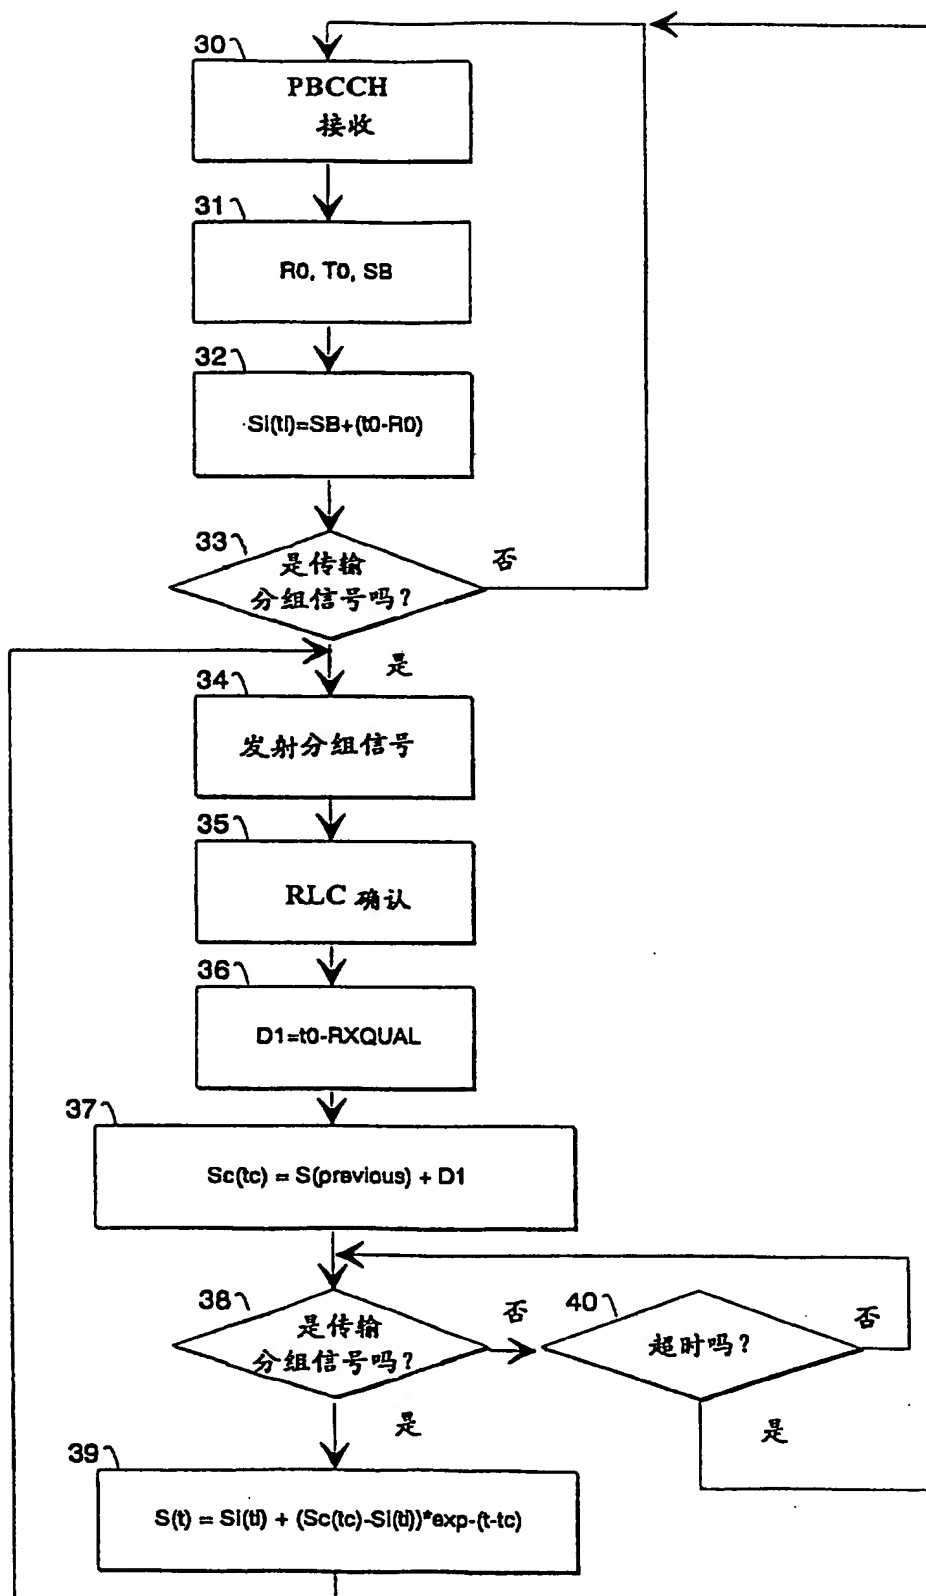 30
PBCCH
接收
31
R0, T0, SB
32
Si(ti)=SB+(t0-R0)
33
是传输
分组信号吗?
否
是
34
发射分组信号
35
RLC 确认
36
D1=t0-RXQUAL
37
Sc(tc) = S(previous) + D1
38
是传输
分组信号吗?
否
40
超时吗?
否
是
是
39
S(t) = Si(ti) + (Sc(tc)-Si(ti))*exp-(t-tc)